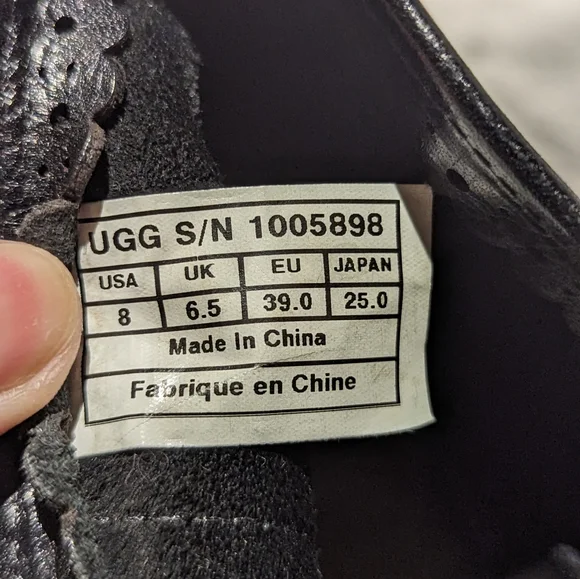 UGG S/N 1005898
USA UK EU JAPAN
8 6.5 39.0 25.0
Made In China
Fabrique en Chine